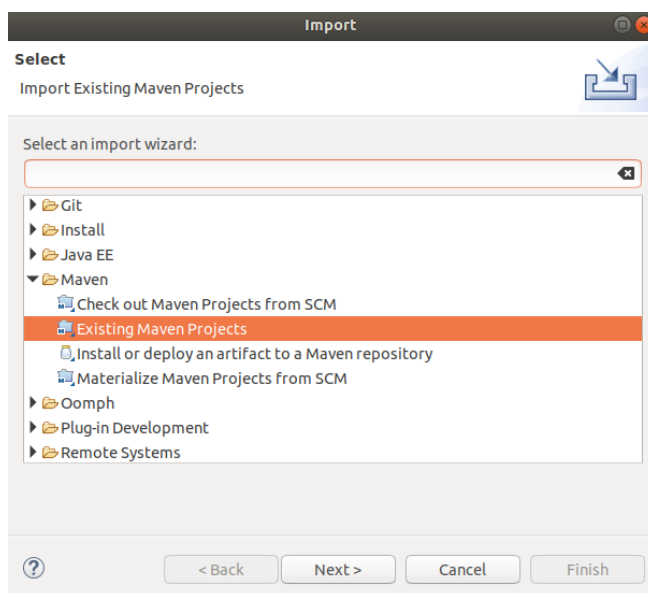 Import
Select
Import Existing Maven Projects
Select an import wizard:
Git
Install
Java EE
Maven
Check out Maven Projects from SCM
Existing Maven Projects
Install or deploy an artifact to a Maven repository
Materialize Maven Projects from SCM
Oomph
Plug-in Development
Remote Systems
? < Back Next > Cancel Finish